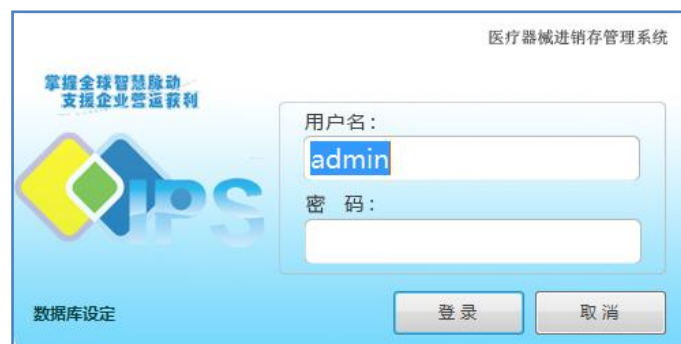 医疗器械进销存管理系统
掌握全球智慧脉动
支援企业营运获利
用户名：
admin
IPS
密 码：
数据库设定
登录
取消